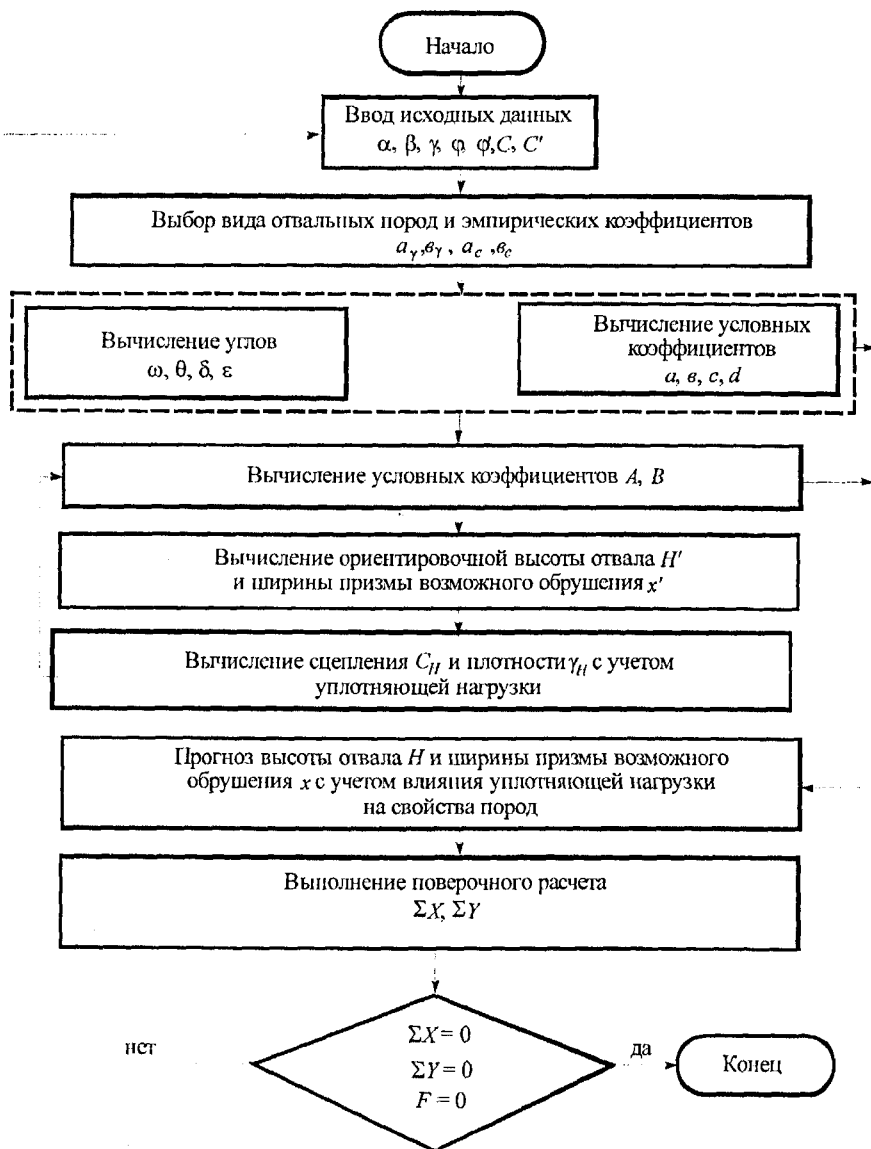 Начало
Ввод исходных данных
α, β, γ, φ, φ', C, C'
Выбор вида отвальных пород и эмпирических коэффициентов
aᵧ, вᵧ, a_c, в_c
Вычисление углов
ω, θ, δ, ε
Вычисление условных
коэффициентов
a, в, c, d
Вычисление условных коэффициентов A, B
Вычисление ориентировочной высоты отвала H'
и ширины призмы возможного обрушения x'
Вычисление сцепления C_H и плотности γ_H с учетом
уплотняющей нагрузки
Прогноз высоты отвала H и ширины призмы возможного
обрушения x с учетом влияния уплотняющей нагрузки
на свойства пород
Выполнение поверочного расчета
ΣX, ΣY
нет
ΣX = 0
ΣY = 0
F = 0
да
Конец